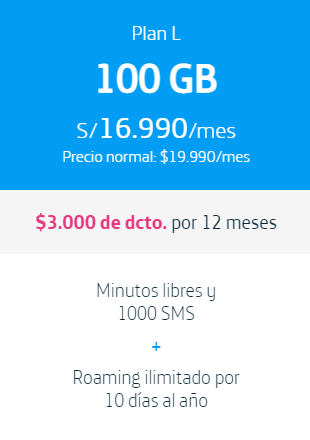 Plan L
100 GB
S/16.990/mes
Precio normal: $19.990/mes
$3.000 de dcto. por 12 meses
Minutos libres y
1000 SMS
+
Roaming ilimitado por
10 días al año